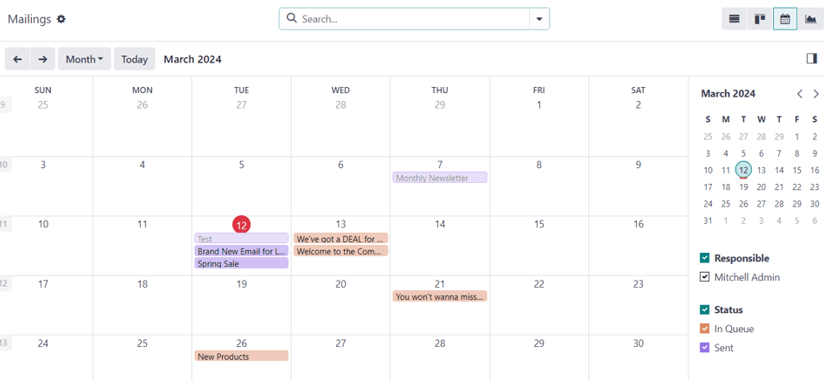 Mailings
Search...
Month Today March 2024
SUN MON TUE WED THU FRI SAT
9 25 26 27 28 29 1 2
10 3 4 5 6 7 8 9
Monthly Newsletter
11 10 11 12 13 14 15 16
Test We've got a DEAL for ...
Brand New Email for L... Welcome to the Com...
Spring Sale
12 17 18 19 20 21 22 23
You won't wanna miss...
13 24 25 26 27 28 29 30
New Products
March 2024
S M T W T F S
25 26 27 28 29 1 2
3 4 5 6 7 8 9
10 11 12 13 14 15 16
17 18 19 20 21 22 23
24 25 26 27 28 29 30
31 1 2 3 4 5 6
Responsible
Mitchell Admin
Status
In Queue
Sent